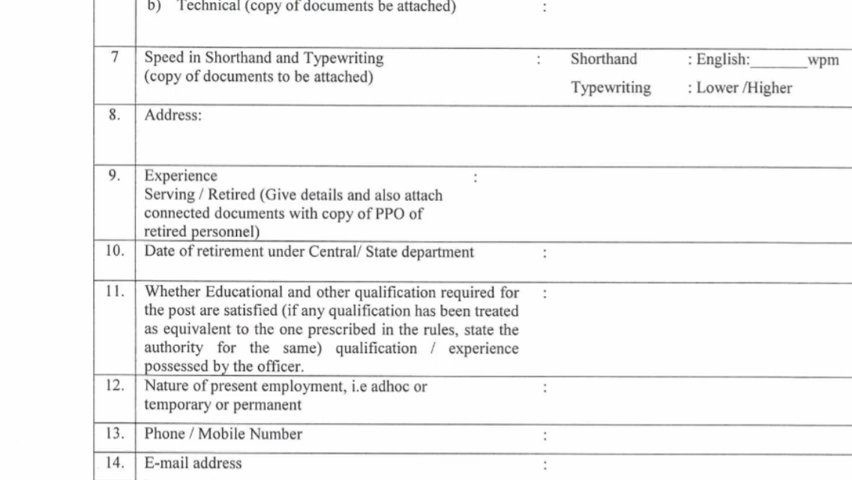 b) Technical (copy of documents be attached) :
7 Speed in Shorthand and Typewriting : Shorthand : English:_______wpm
(copy of documents to be attached)
Typewriting : Lower /Higher
8. Address:
9. Experience :
Serving / Retired (Give details and also attach
connected documents with copy of PPO of
retired personnel)
10. Date of retirement under Central/ State department :
11. Whether Educational and other qualification required for :
the post are satisfied (if any qualification has been treated
as equivalent to the one prescribed in the rules, state the
authority for the same) qualification / experience
possessed by the officer.
12. Nature of present employment, i.e adhoc or :
temporary or permanent
13. Phone / Mobile Number :
14. E-mail address :